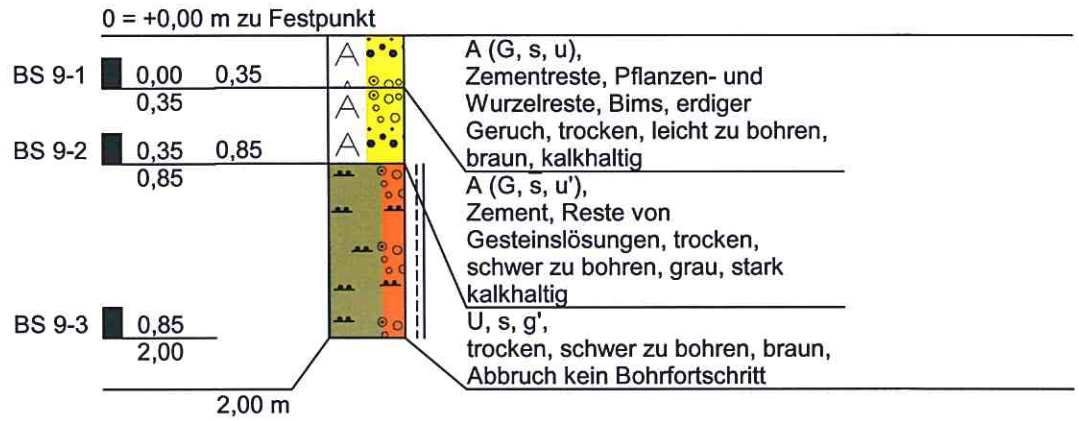 0 = +0,00 m zu Festpunkt
BS 9-1 0,00 0,35
0,35
BS 9-2 0,35 0,85
0,85
BS 9-3 0,85
2,00
2,00 m
A
A
A
A
A (G, s, u),
Zementreste, Pflanzen- und
Wurzelreste, Bims, erdiger
Geruch, trocken, leicht zu bohren,
braun, kalkhaltig
A (G, s̅, u'),
Zement, Reste von
Gesteinslösungen, trocken,
schwer zu bohren, grau, stark
kalkhaltig
U, s, g',
trocken, schwer zu bohren, braun,
Abbruch kein Bohrfortschritt